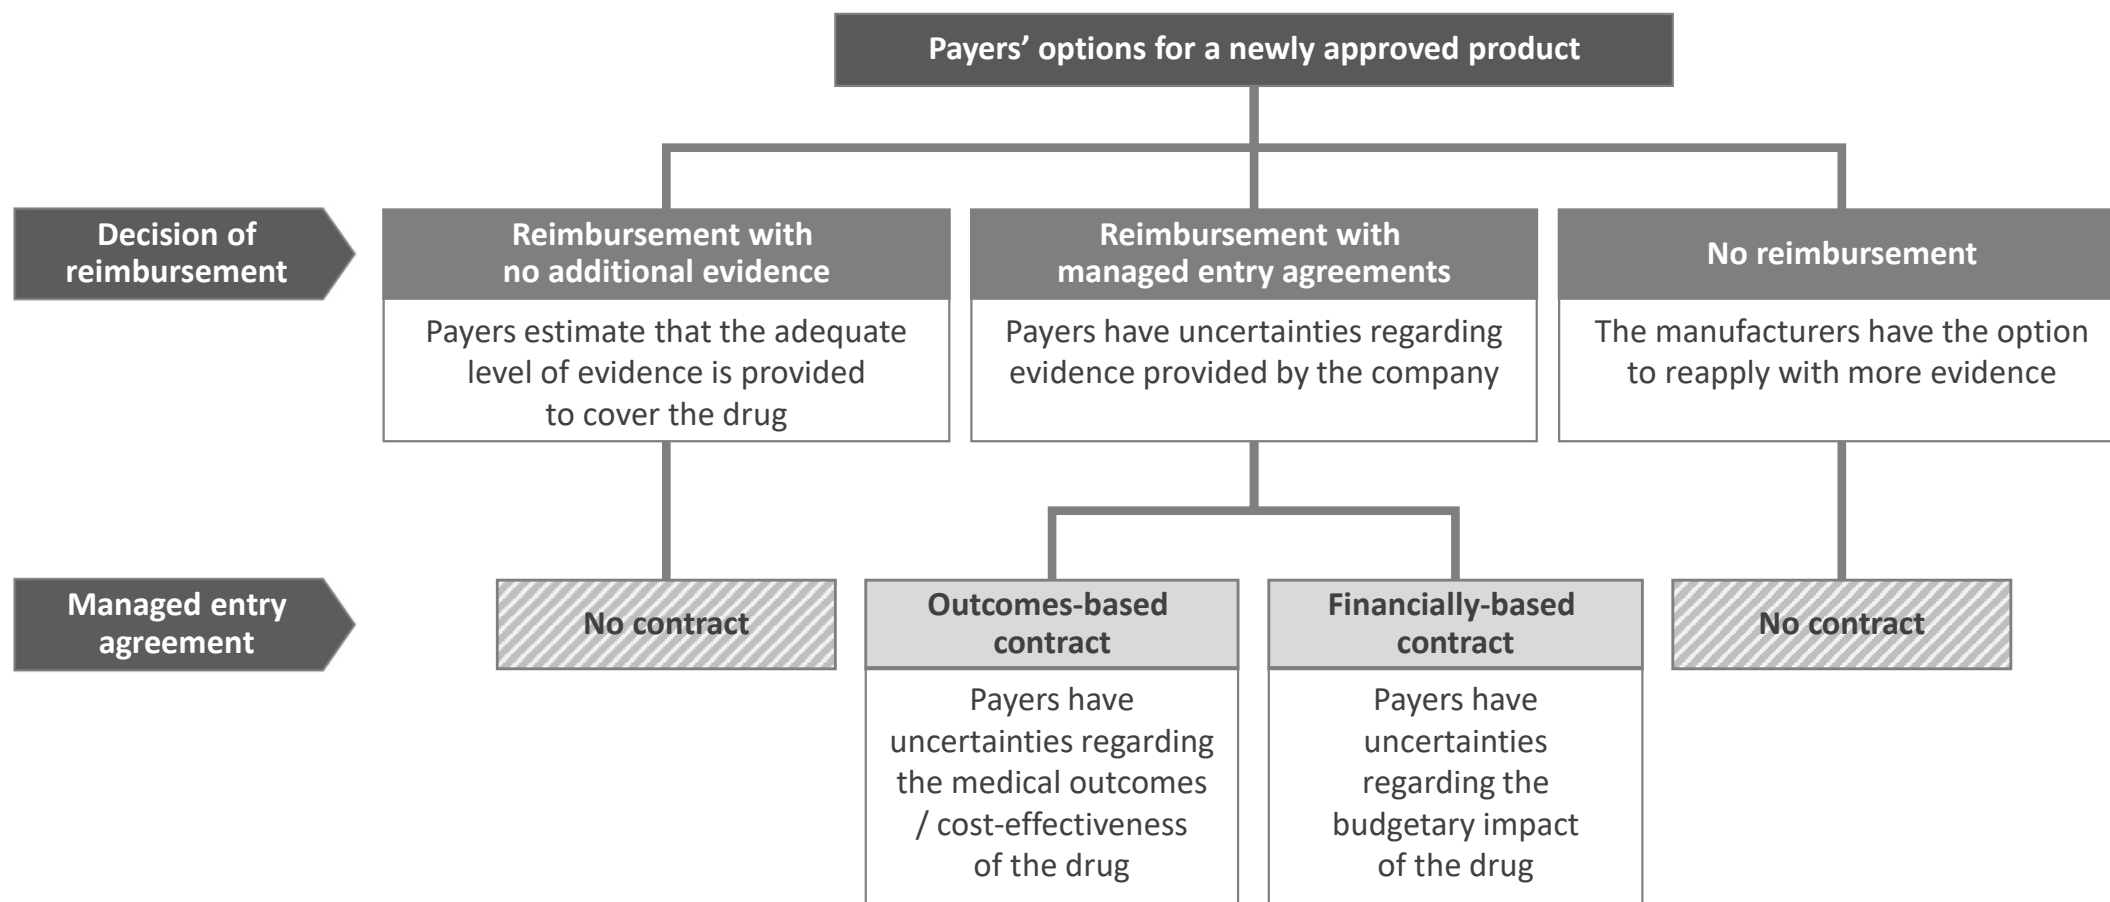 Payers’ options for a newly approved product
Decision of
reimbursement
Reimbursement with
no additional evidence
Payers estimate that the adequate
level of evidence is provided
to cover the drug
Reimbursement with
managed entry agreements
Payers have uncertainties regarding
evidence provided by the company
No reimbursement
The manufacturers have the option
to reapply with more evidence
Managed entry
agreement
No contract
Outcomes-based
contract
Payers have
uncertainties regarding
the medical outcomes
/ cost-effectiveness
of the drug
Financially-based
contract
Payers have
uncertainties
regarding the
budgetary impact
of the drug
No contract